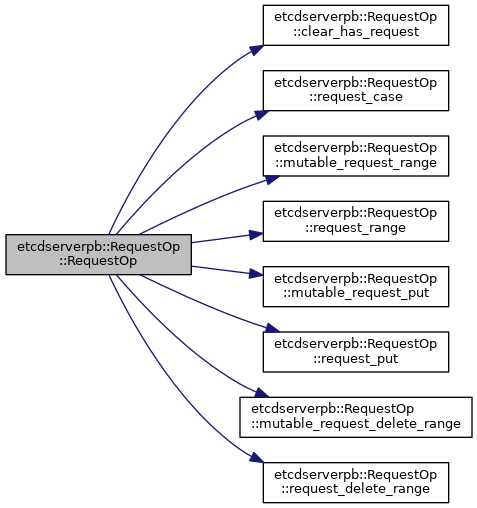 etcdserverpb::RequestOp
::clear_has_request
etcdserverpb::RequestOp
::request_case
etcdserverpb::RequestOp
::mutable_request_range
etcdserverpb::RequestOp
::request_range
etcdserverpb::RequestOp
::RequestOp
etcdserverpb::RequestOp
::mutable_request_put
etcdserverpb::RequestOp
::request_put
etcdserverpb::RequestOp
::mutable_request_delete_range
etcdserverpb::RequestOp
::request_delete_range